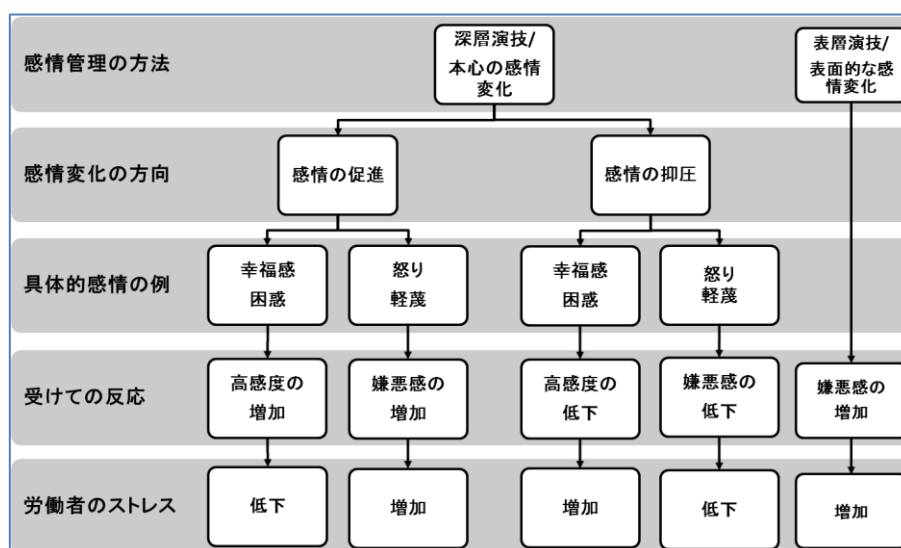 感情管理の方法
深層演技/
本心の感情
変化
表層演技/
表面的な感
情変化
感情変化の方向
感情の促進
感情の抑圧
具体的感情の例
幸福感
困惑
怒り
軽蔑
幸福感
困惑
怒り
軽蔑
受けての反応
高感度の
増加
嫌悪感の
増加
高感度の
低下
嫌悪感の
低下
嫌悪感の
増加
労働者のストレス
低下
増加
増加
低下
増加